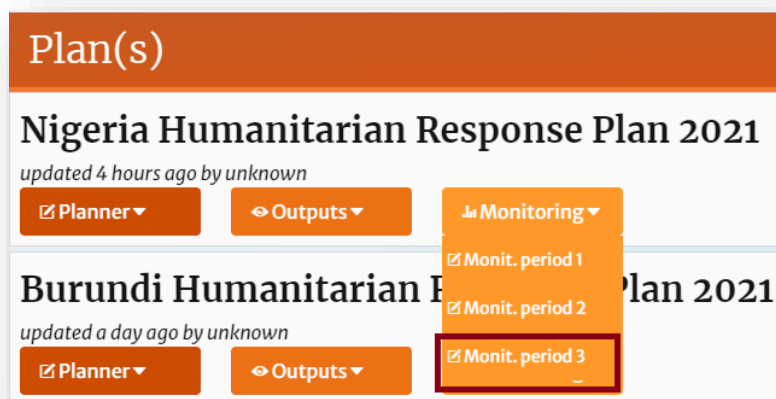 Plan(s)
Nigeria Humanitarian Response Plan 2021
updated 4 hours ago by unknown
Planner Outputs Monitoring
Monit. period 1
Burundi Humanitarian Plan 2021
Monit. period 2
updated a day ago by unknown
Monit. period 3
Planner Outputs